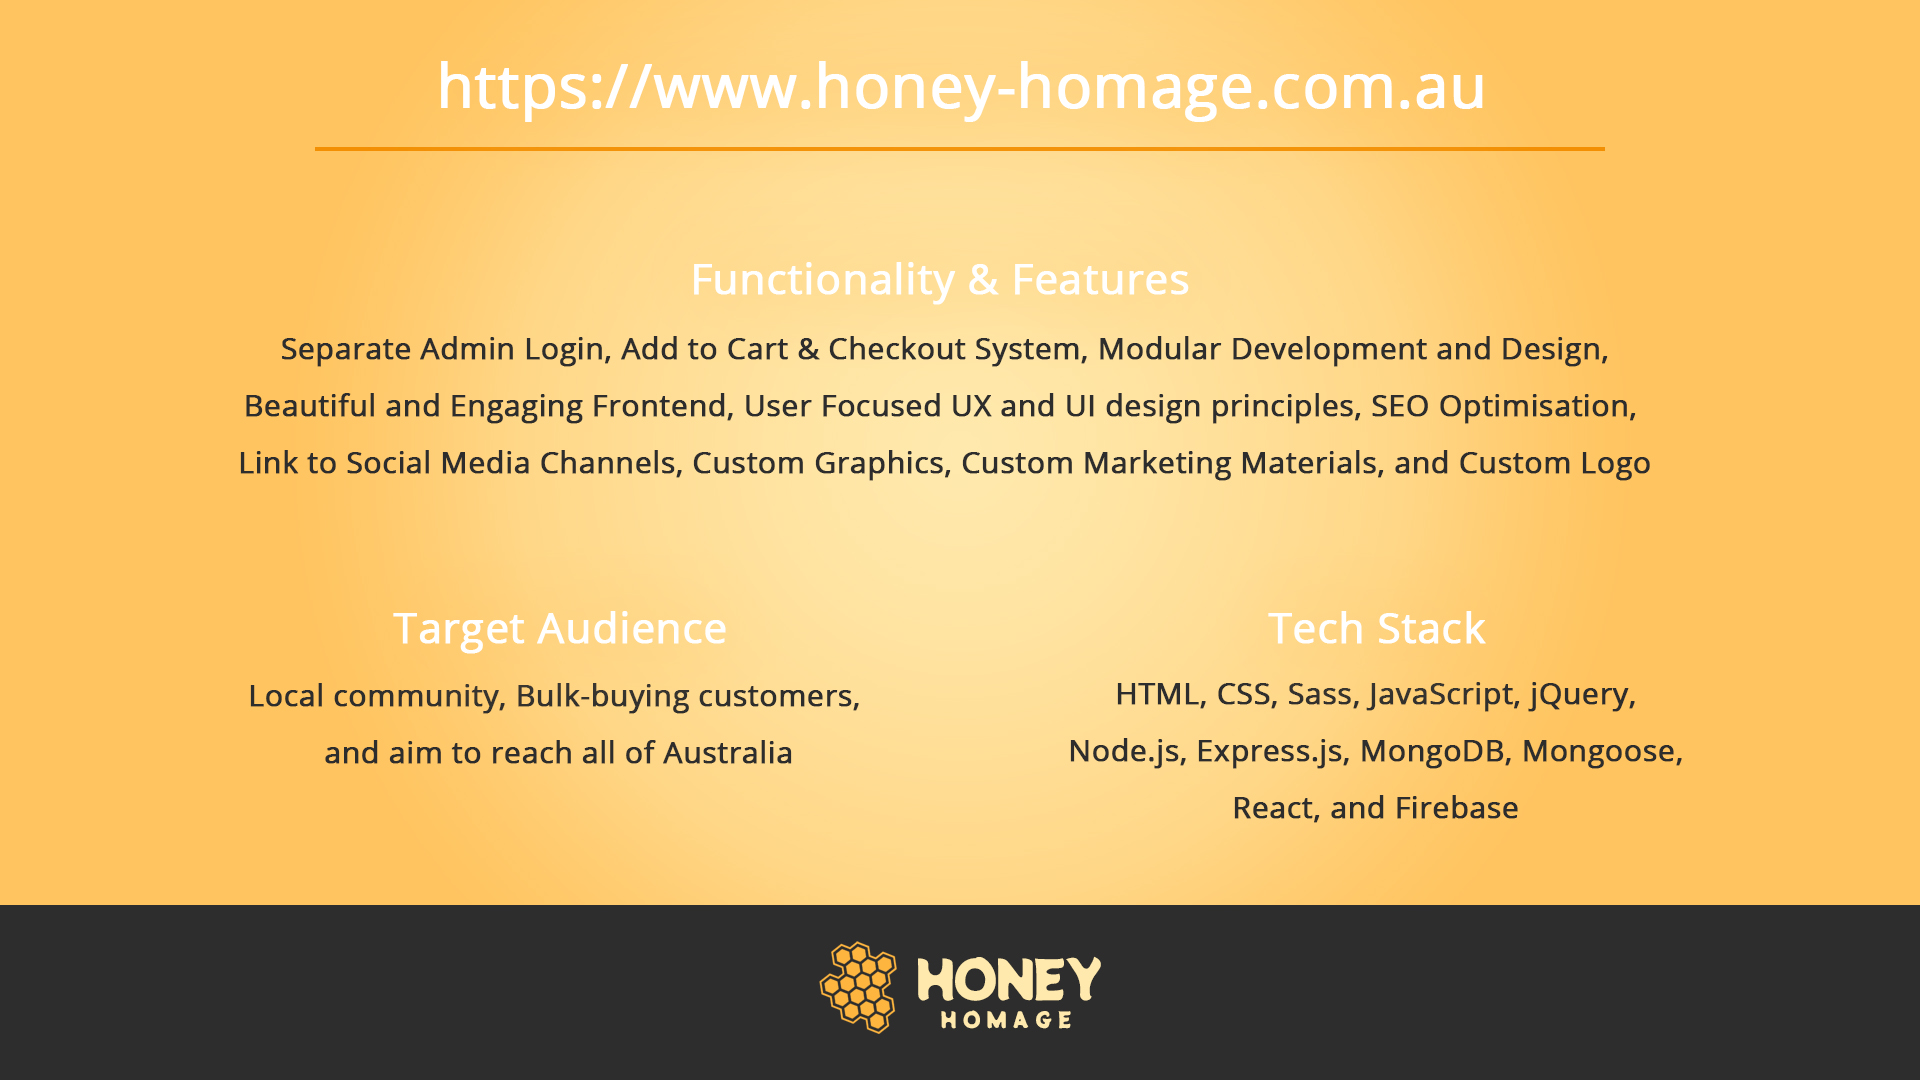 https://www.honey-homage.com.au
Functionality & Features
Separate Admin Login, Add to Cart & Checkout System, Modular Development and Design,
Beautiful and Engaging Frontend, User Focused UX and UI design principles, SEO Optimisation,
Link to Social Media Channels, Custom Graphics, Custom Marketing Materials, and Custom Logo
Target Audience
Local community, Bulk-buying customers,
and aim to reach all of Australia
Tech Stack
HTML, CSS, Sass, JavaScript, jQuery,
Node.js, Express.js, MongoDB, Mongoose,
React, and Firebase
HONEY
HOMAGE